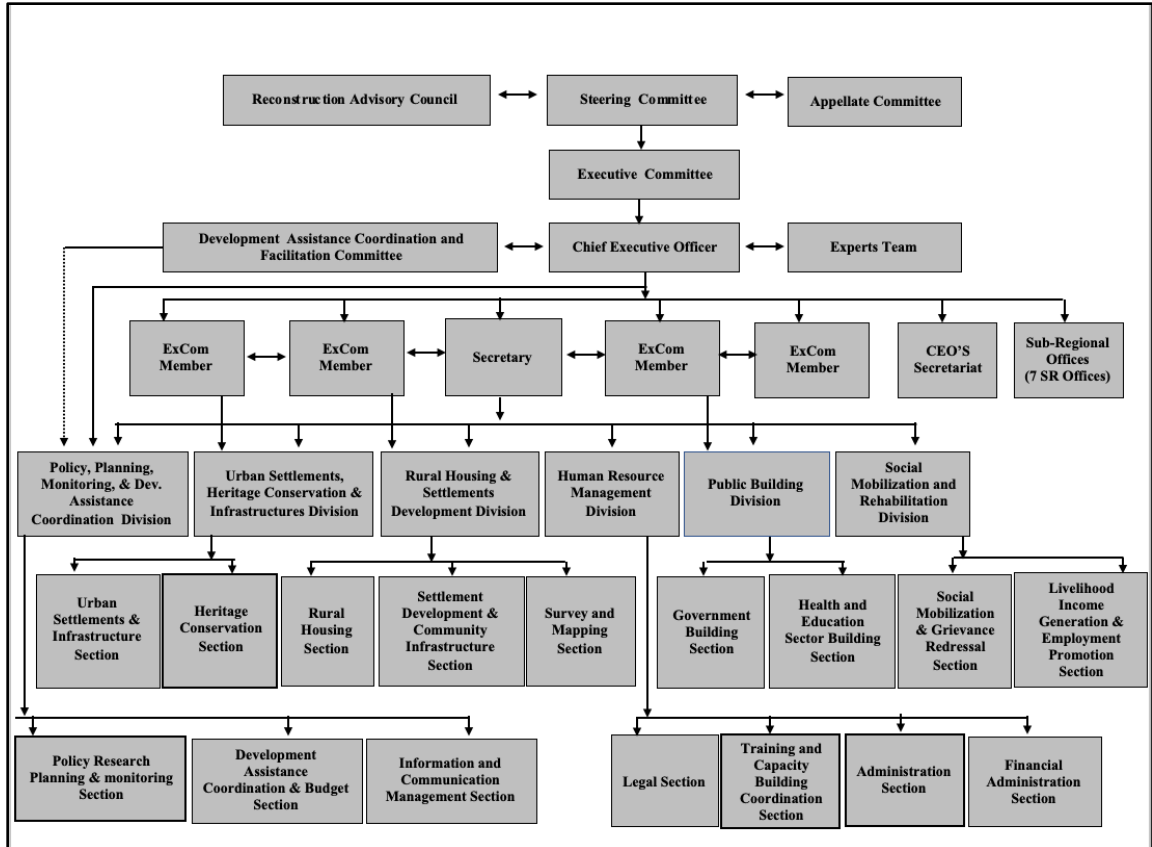 Reconstruction Advisory Council
Steering Committee
Appellate Committee
Executive Committee
Development Assistance Coordination and
Facilitation Committee
Chief Executive Officer
Experts Team
ExCom
Member
ExCom
Member
Secretary
ExCom
Member
ExCom
Member
CEO'S
Secretariat
Sub-Regional
Offices
(7 SR Offices)
Policy, Planning,
Monitoring, & Dev.
Assistance
Coordination Division
Urban Settlements,
Heritage Conservation &
Infrastructures Division
Rural Housing &
Settlements
Development Division
Human Resource
Management
Division
Public Building
Division
Social
Mobilization and
Rehabilitation
Division
Urban
Settlements &
Infrastructure
Section
Heritage
Conservation
Section
Rural
Housing
Section
Settlement
Development &
Community
Infrastructure
Section
Survey and
Mapping
Section
Government
Building Section
Health and
Education
Sector Building
Section
Social
Mobilization
& Grievance
Redressal
Section
Livelihood
Income
Generation &
Employment
Promotion
Section
Policy Research
Planning & monitoring
Section
Development
Assistance
Coordination & Budget
Section
Information and
Communication
Management Section
Legal Section
Training and
Capacity
Building
Coordination
Section
Administration
Section
Financial
Administration
Section